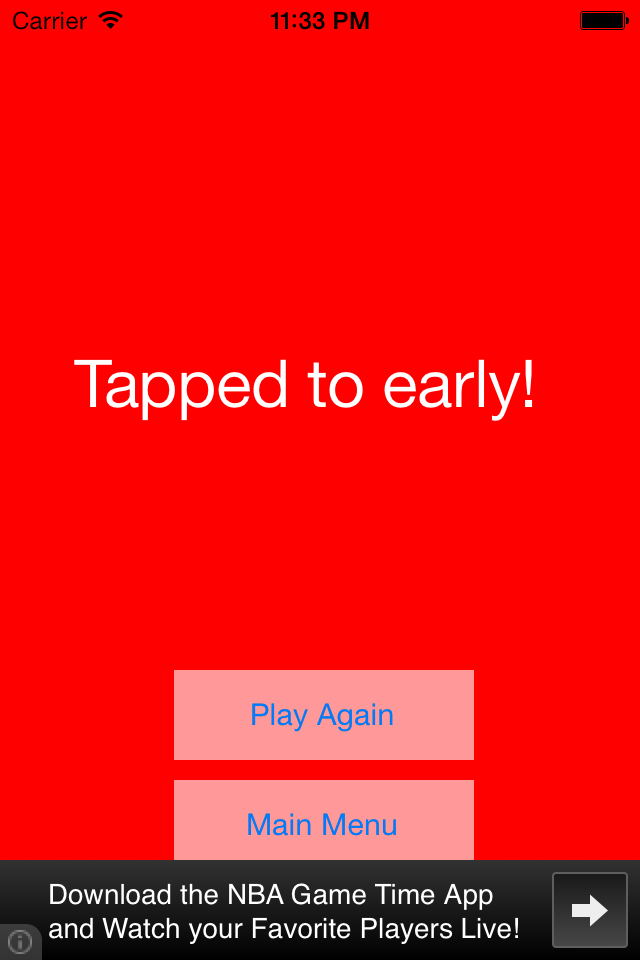 Carrier 11:33 PM
Tapped to early!
Play Again
Main Menu
Download the NBA Game Time App
and Watch your Favorite Players Live!